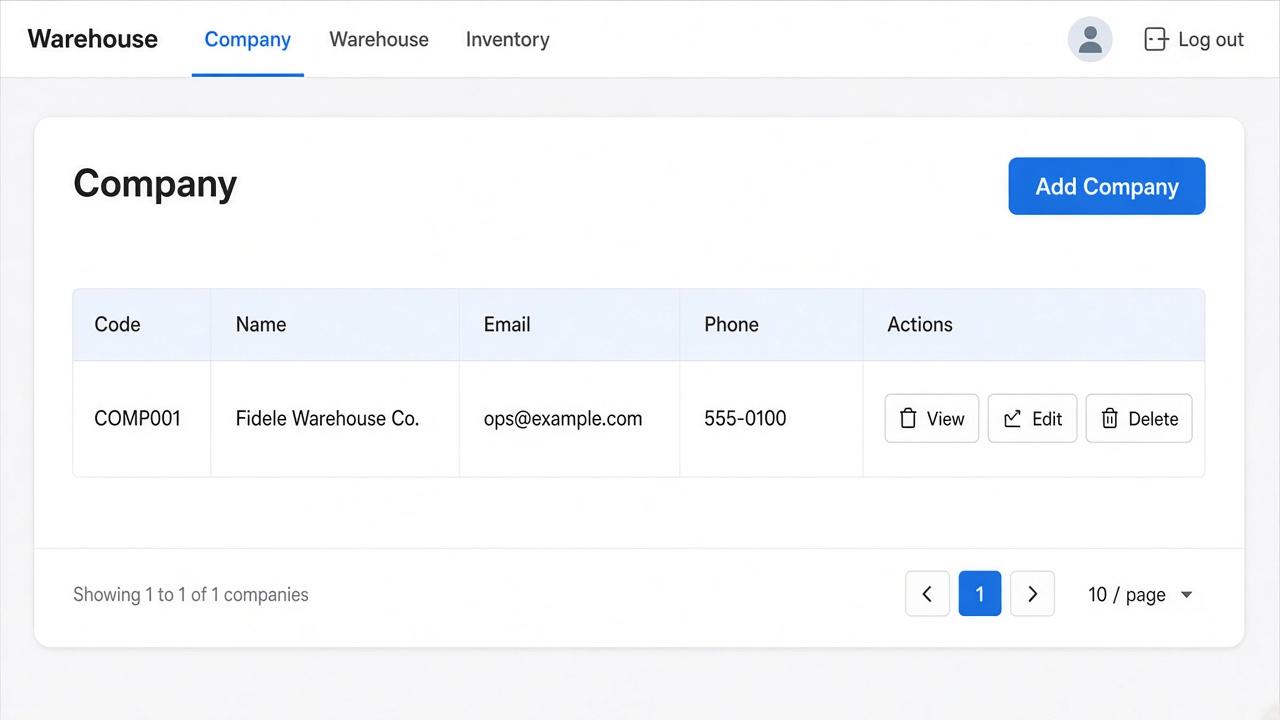 Warehouse Company Warehouse Inventory Log out
Company Add Company
Code Name Email Phone Actions
COMP001 Fidele Warehouse Co. ops@example.com 555-0100 View Edit Delete
Showing 1 to 1 of 1 companies 1 10 / page